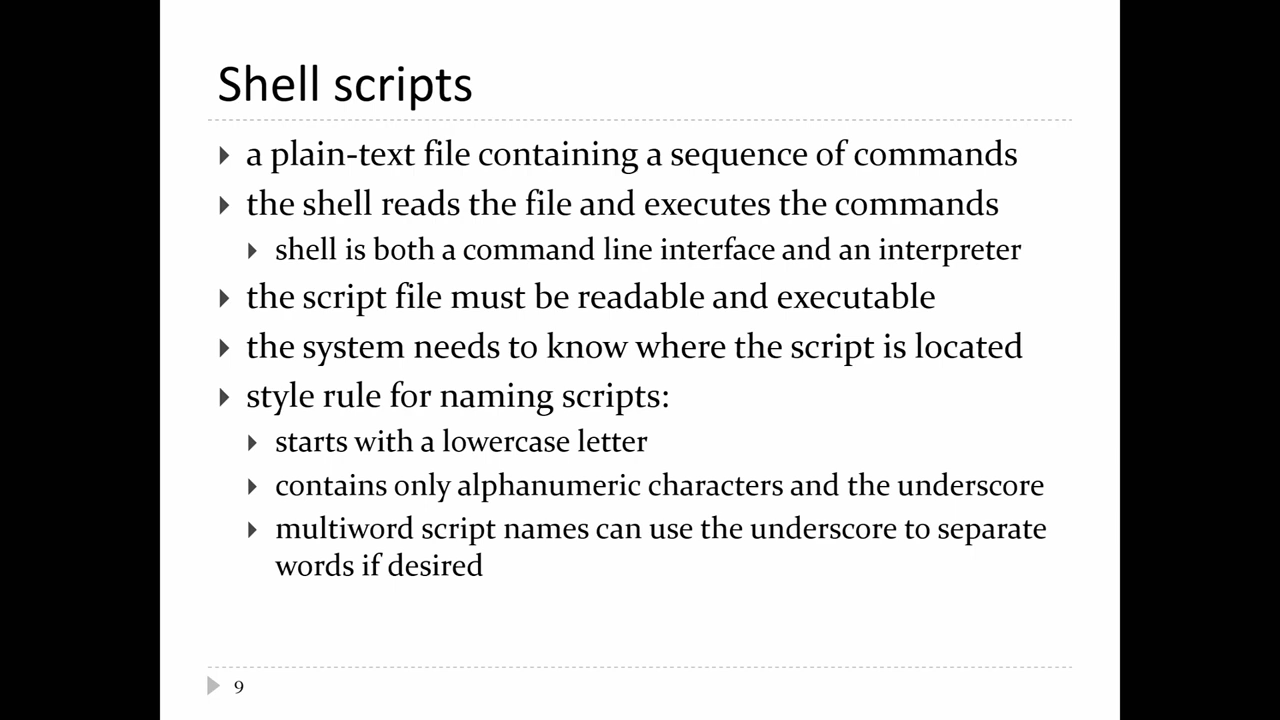 Shell scripts
a plain-text file containing a sequence of commands
the shell reads the file and executes the commands
shell is both a command line interface and an interpreter
the script file must be readable and executable
the system needs to know where the script is located
style rule for naming scripts:
starts with a lowercase letter
contains only alphanumeric characters and the underscore
multiword script names can use the underscore to separate
words if desired
9